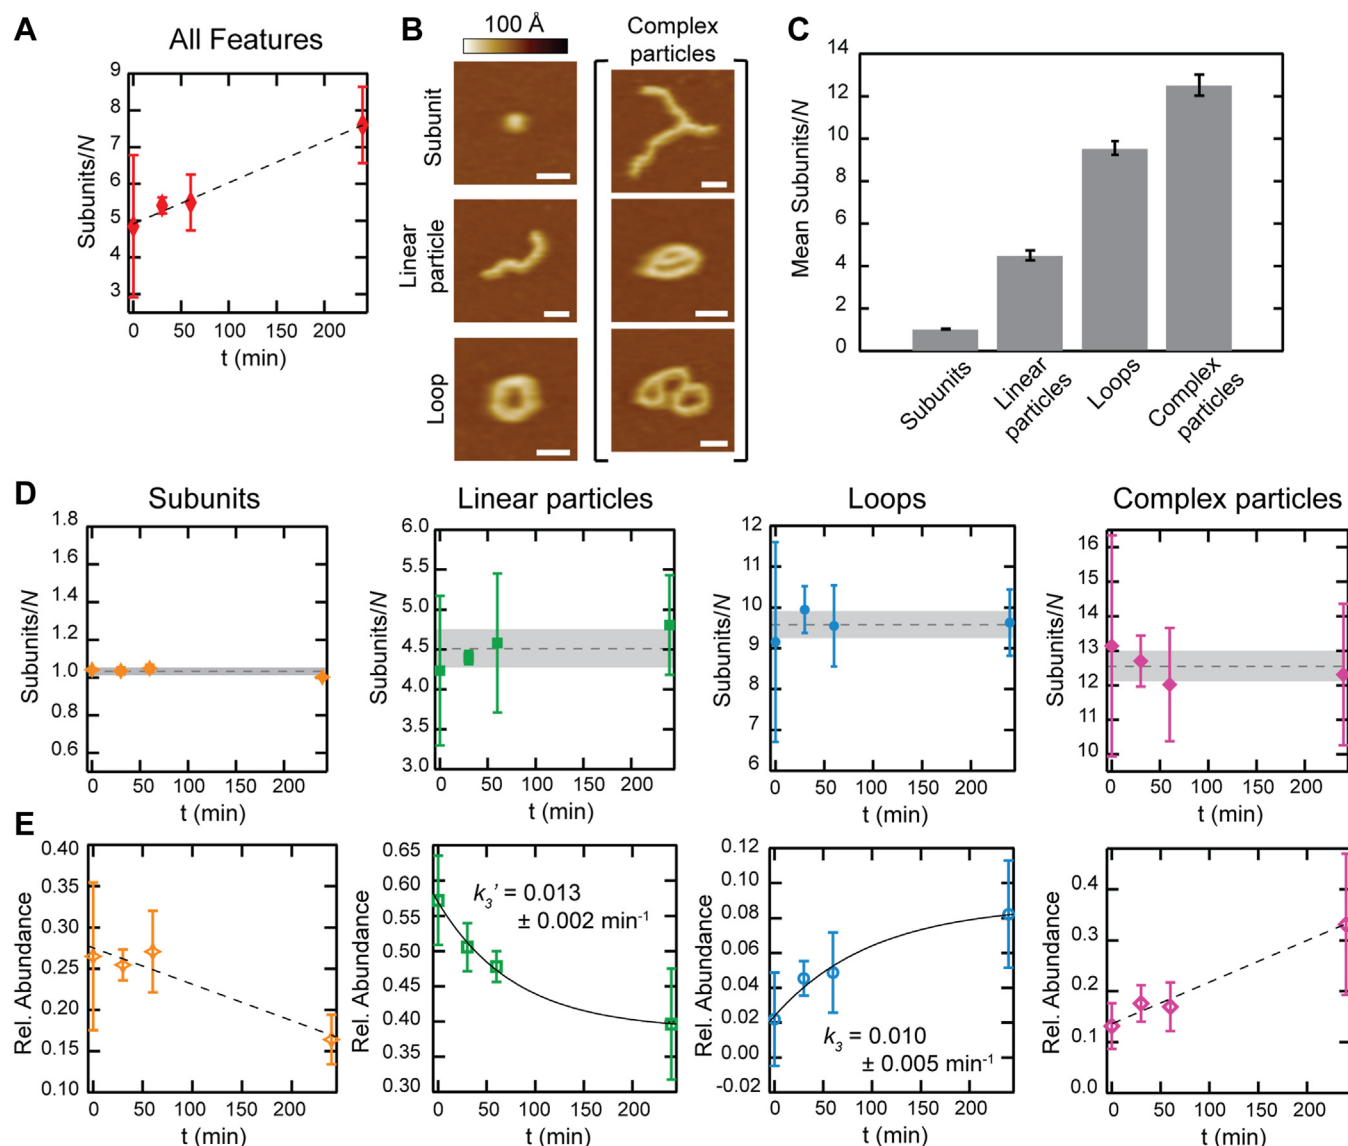 A
All Features
Subunits/N
9
8
7
6
5
4
3
0 50 100 150 200
t (min)
B
100 Å
Complex
particles
Subunit
Linear
particle
Loop
C
Mean Subunits/N
14
12
10
8
6
4
2
0
Subunits
Linear
particles
Loops
Complex
particles
D
Subunits
Subunits/N
1.8
1.6
1.4
1.2
1.0
0.8
0.6
0 50 100 150 200
t (min)
Linear particles
Subunits/N
6.0
5.5
5.0
4.5
4.0
3.5
3.0
0 50 100 150 200
t (min)
Loops
Subunits/N
12
11
10
9
8
7
6
0 50 100 150 200
t (min)
Complex particles
Subunits/N
16
15
14
13
12
11
10
0 50 100 150 200
t (min)
E
Rel. Abundance
0.40
0.35
0.30
0.25
0.20
0.15
0.10
0 50 100 150 200
t (min)
Rel. Abundance
0.65
0.60
0.55
0.50
0.45
0.40
0.35
0.30
k3’ = 0.013
± 0.002 min-1
0 50 100 150 200
t (min)
Rel. Abundance
0.12
0.10
0.08
0.06
0.04
0.02
0.00
-0.02
k3 = 0.010
± 0.005 min-1
0 50 100 150 200
t (min)
Rel. Abundance
0.4
0.3
0.2
0.1
0.0
0 50 100 150 200
t (min)